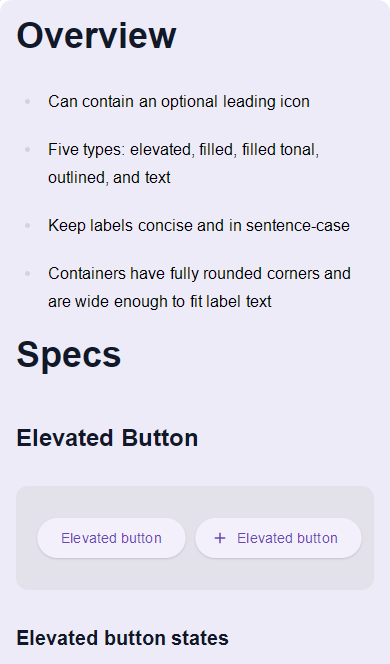 Overview
Can contain an optional leading icon
Five types: elevated, filled, filled tonal,
outlined, and text
Keep labels concise and in sentence-case
Containers have fully rounded corners and
are wide enough to fit label text
Specs
Elevated Button
Elevated button
+ Elevated button
Elevated button states